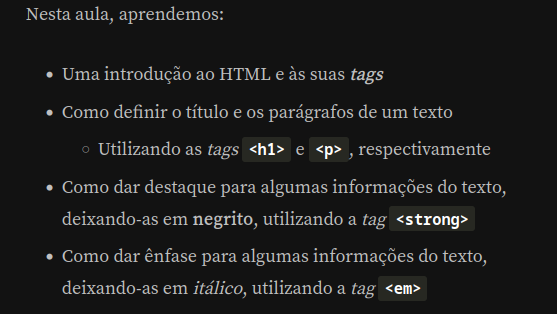 Nesta aula, aprendemos:
• Uma introdução ao HTML e às suas tags
• Como definir o título e os parágrafos de um texto
○ Utilizando as tags <h1> e <p>, respectivamente
• Como dar destaque para algumas informações do texto,
deixando-as em negrito, utilizando a tag <strong>
• Como dar ênfase para algumas informações do texto,
deixando-as em itálico, utilizando a tag <em>